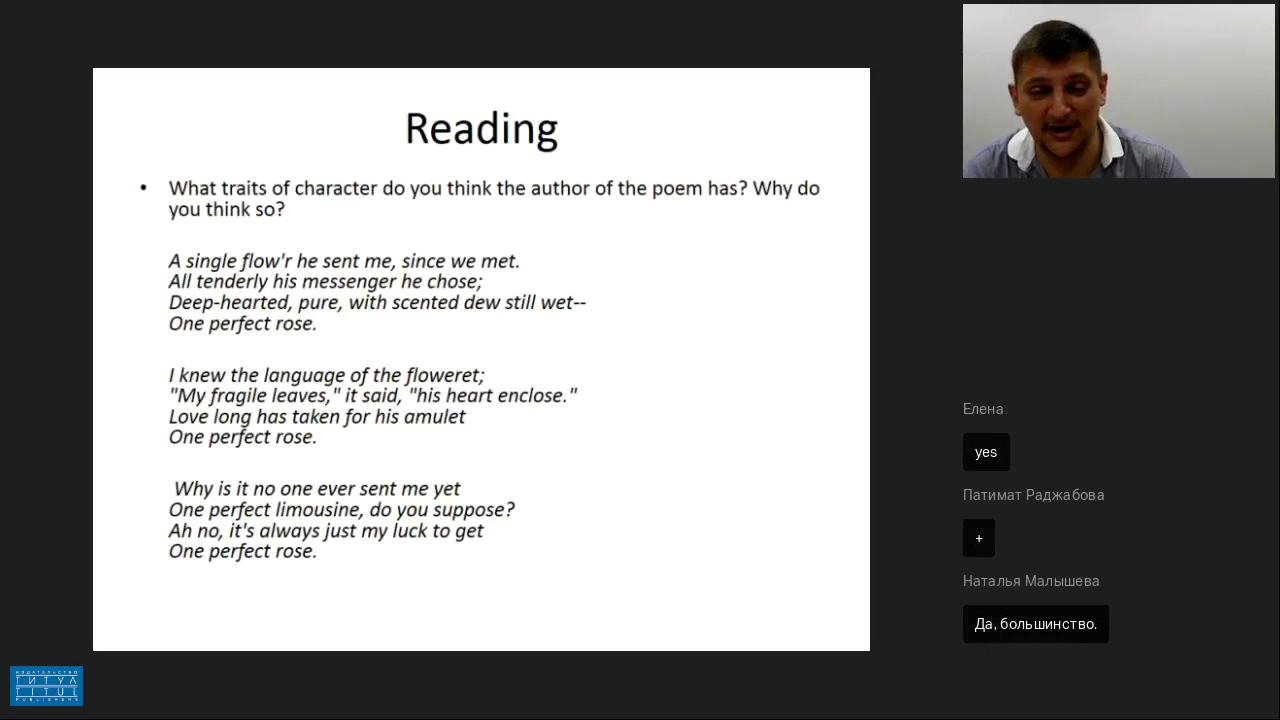 Reading
• What traits of character do you think the author of the poem has? Why do
you think so?
A single flow'r he sent me, since we met.
All tenderly his messenger he chose;
Deep-hearted, pure, with scented dew still wet--
One perfect rose.
I knew the language of the floweret;
"My fragile leaves," it said, "his heart enclose."
Love long has taken for his amulet
One perfect rose.
Why is it no one ever sent me yet
One perfect limousine, do you suppose?
Ah no, it's always just my luck to get
One perfect rose.
Елена
yes
Патимат Раджабова
+
Наталья Малышева
Да, большинство.
ИЗДАТЕЛЬСТВО
ТИТУЛ
TITUL
PUBLISHERS